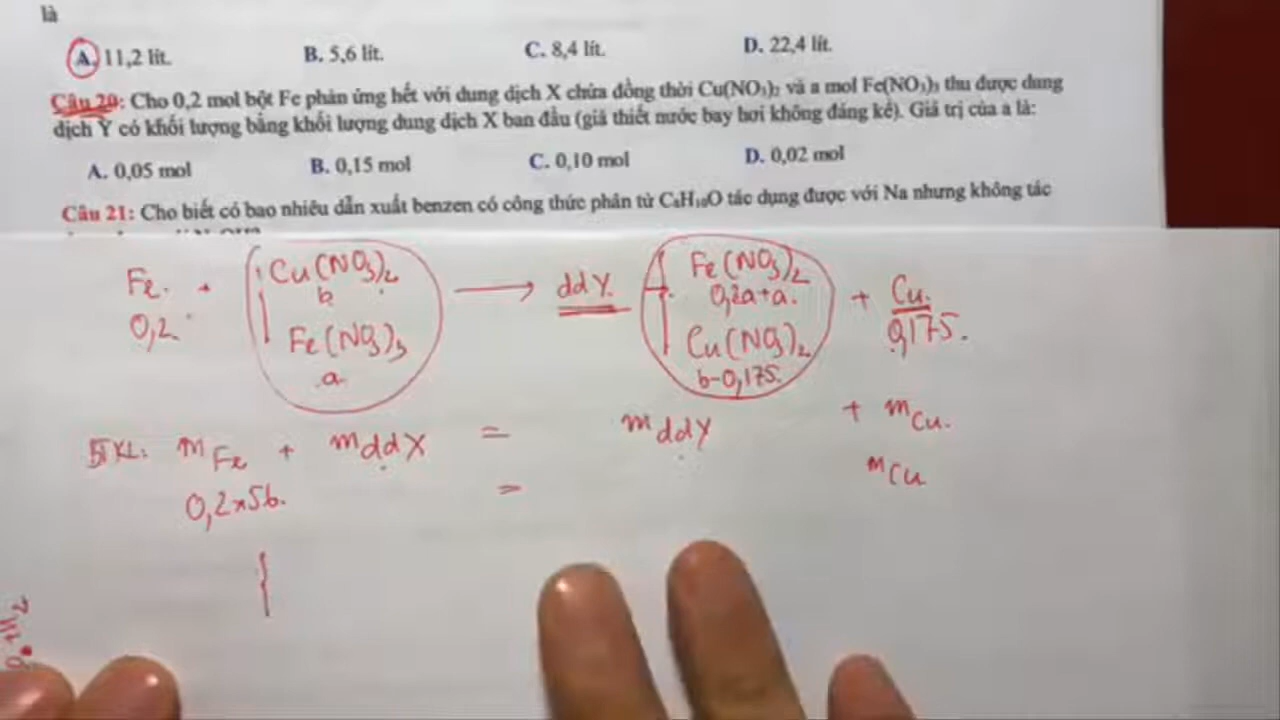 là
A. 11,2 lít. B. 5,6 lít. C. 8,4 lít. D. 22,4 lít.
Câu 20: Cho 0,2 mol bột Fe phản ứng hết với dung dịch X chứa đồng thời Cu(NO₃)₂ và a mol Fe(NO₃)₃ thu được dung
dịch Y có khối lượng bằng khối lượng dung dịch X ban đầu (giả thiết nước bay hơi không đáng kể). Giá trị của a là:
A. 0,05 mol B. 0,15 mol C. 0,10 mol D. 0,02 mol
Câu 21: Cho biết có bao nhiêu dẫn xuất benzen có công thức phân tử C₈H₁₀O tác dụng được với Na nhưng không tác
Fe + Cu(NO₃)₂ → ddY Fe(NO₃)₂ + Cu
0,2 b 0,2a+a 0,175
Fe(NO₃)₃ Cu(NO₃)₂
a b-0,175
BTKL: mFe + mddX = mddY + mCu
0,2x56 = mCu